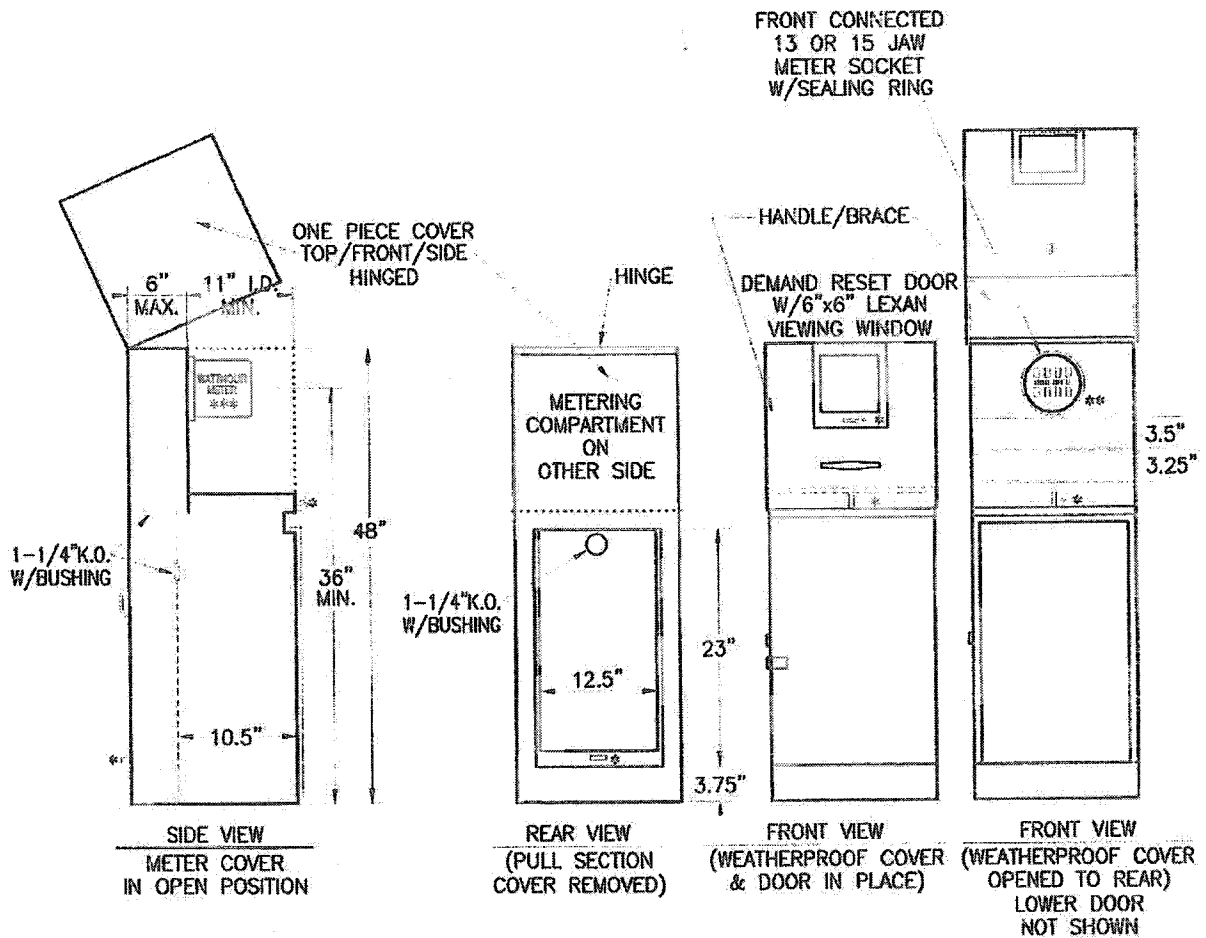 FRONT CONNECTED
13 OR 15 JAW
METER SOCKET
W/SEALING RING
ONE PIECE COVER
TOP/FRONT/SIDE
HINGED
6"
MAX.
11" I.D.
MIN.
HINGE
HANDLE/BRACE
DEMAND RESET DOOR
W/6"x6" LEXAN
VIEWING WINDOW
WATTHOUR
METER
***
METERING
COMPARTMENT
ON
OTHER SIDE
*
**
3.5"
3.25"
*
*
48"
36"
MIN.
1-1/4"K.O.
W/BUSHING
1-1/4"K.O.
W/BUSHING
23"
12.5"
10.5"
*
3.75"
SIDE VIEW
METER COVER
IN OPEN POSITION
REAR VIEW
(PULL SECTION
COVER REMOVED)
FRONT VIEW
(WEATHERPROOF COVER
& DOOR IN PLACE)
FRONT VIEW
(WEATHERPROOF COVER
OPENED TO REAR)
LOWER DOOR
NOT SHOWN